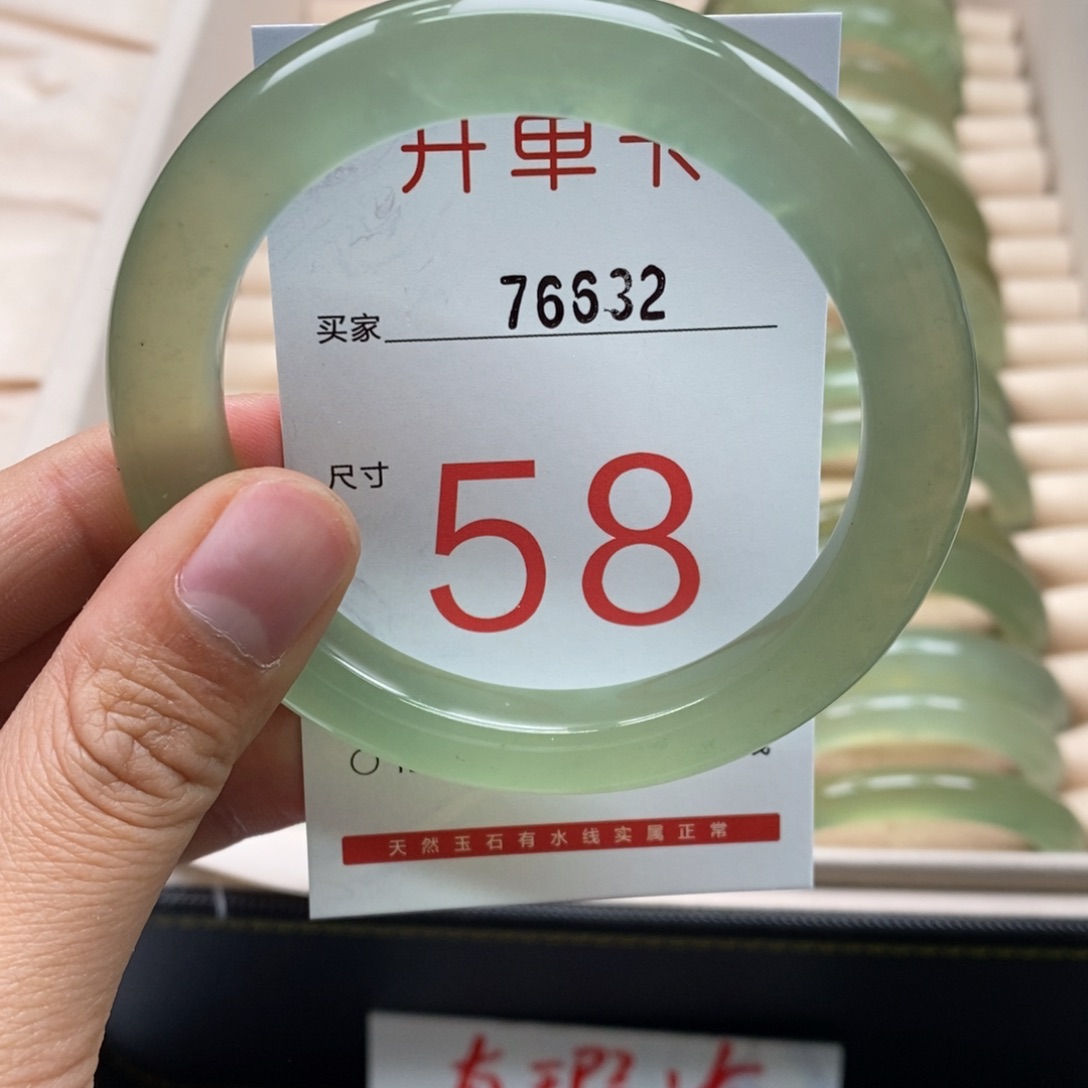 开单卡
买家 76632
尺寸 58
天然玉石有水线实属正常